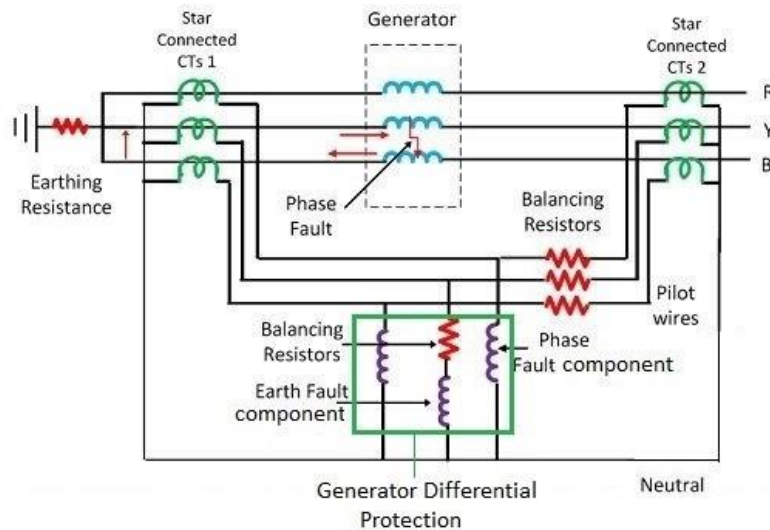 Star
Connected
CTs 1
Generator
Star
Connected
CTs 2
R
Y
B
Earthing
Resistance
Phase
Fault
Balancing
Resistors
Pilot
wires
Balancing
Resistors
Phase
Fault component
Earth Fault
component
Generator Differential
Protection
Neutral